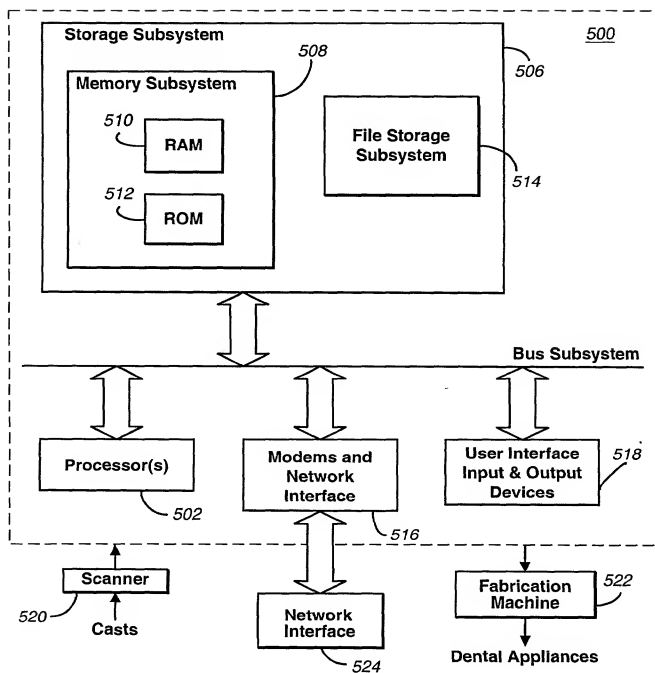 500
Storage Subsystem
508
506
Memory Subsystem
510
RAM
File Storage
Subsystem
514
512
ROM
Bus Subsystem
Processor(s)
502
Modems and
Network
Interface
516
User Interface
Input & Output
Devices
518
Scanner
520
Casts
Network
Interface
524
Fabrication
Machine
522
Dental Appliances